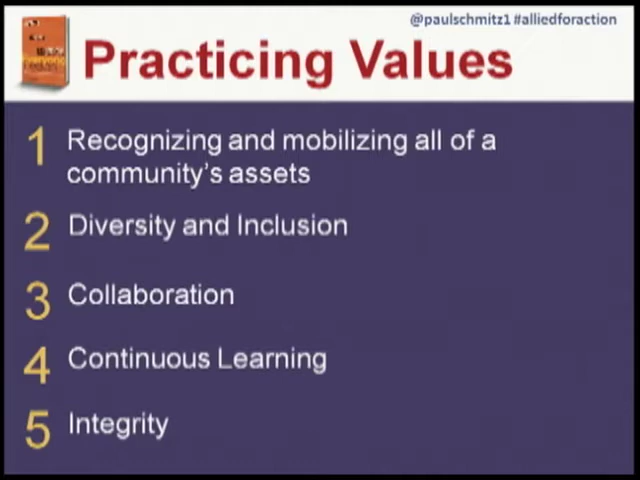 @paulschmitz1 #alliedforaction
Practicing Values
1 Recognizing and mobilizing all of a
community's assets
2 Diversity and Inclusion
3 Collaboration
4 Continuous Learning
5 Integrity